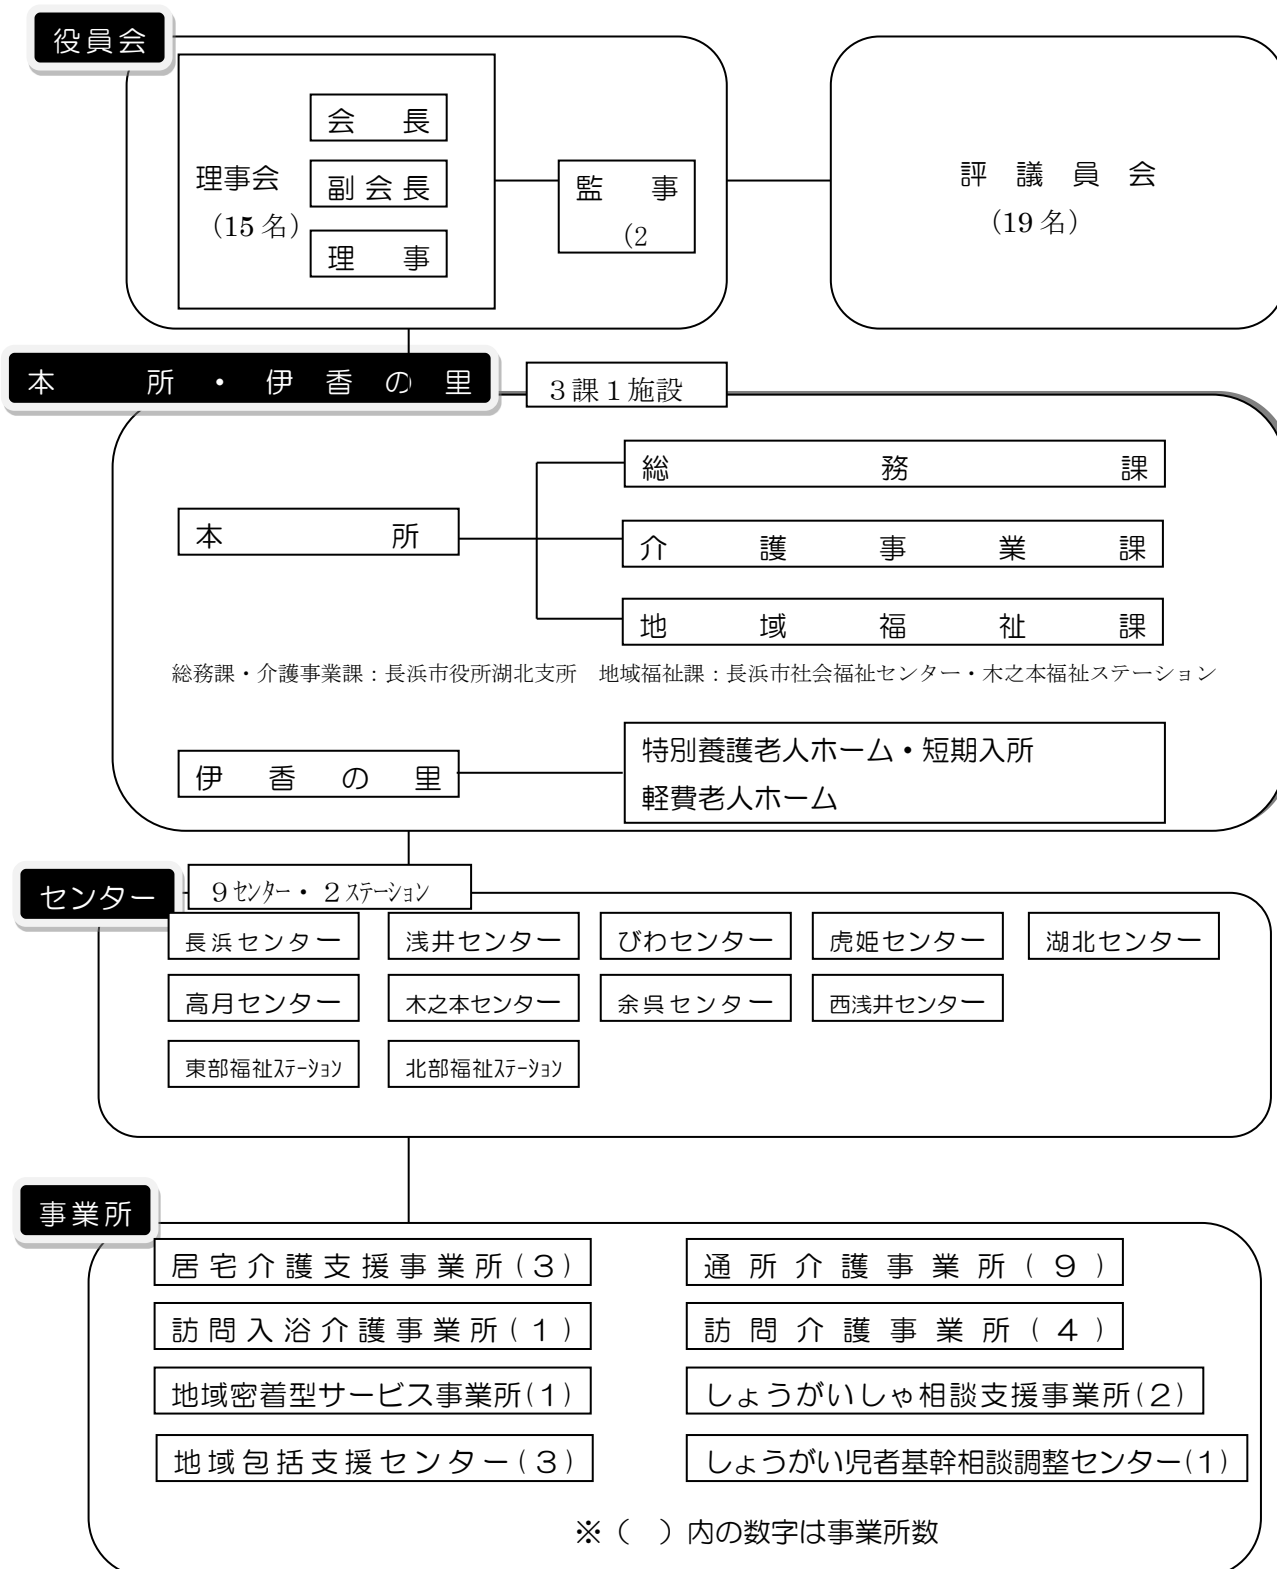 役員会
会長
理事会
副会長
(15名)
理事
監事
(2
評議員会
(19名)
本所・伊香の里
3課1施設
総務課
本所
介護事業課
地域福祉課
総務課・介護事業課:長浜市役所湖北支所 地域福祉課:長浜市社会福祉センター・木之本福祉ステーション
伊香の里
特別養護老人ホーム・短期入所
軽費老人ホーム
センター
9センター・2ステーション
長浜センター 浅井センター びわセンター 虎姫センター 湖北センター
高月センター 木之本センター 余呉センター 西浅井センター
東部福祉ステーション 北部福祉ステーション
事業所
居宅介護支援事業所(3) 通所介護事業所(9)
訪問入浴介護事業所(1) 訪問介護事業所(4)
地域密着型サービス事業所(1) しょうがいしゃ相談支援事業所(2)
地域包括支援センター(3) しょうがい児者基幹相談調整センター(1)
※( )内の数字は事業所数